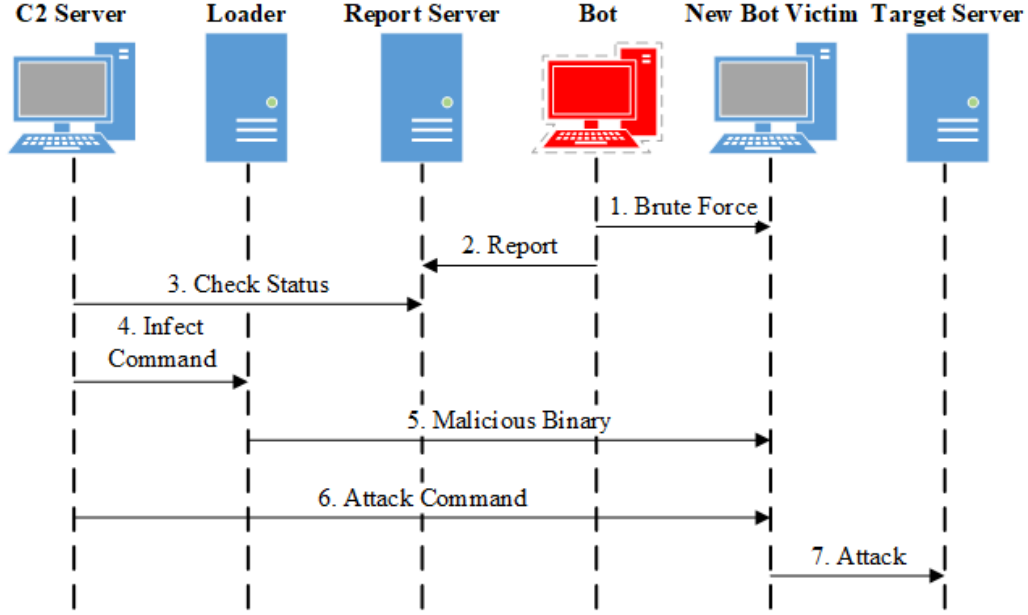 C2 Server Loader Report Server Bot New Bot Victim Target Server
1. Brute Force
2. Report
3. Check Status
4. Infect
Command
5. Malicious Binary
6. Attack Command
7. Attack